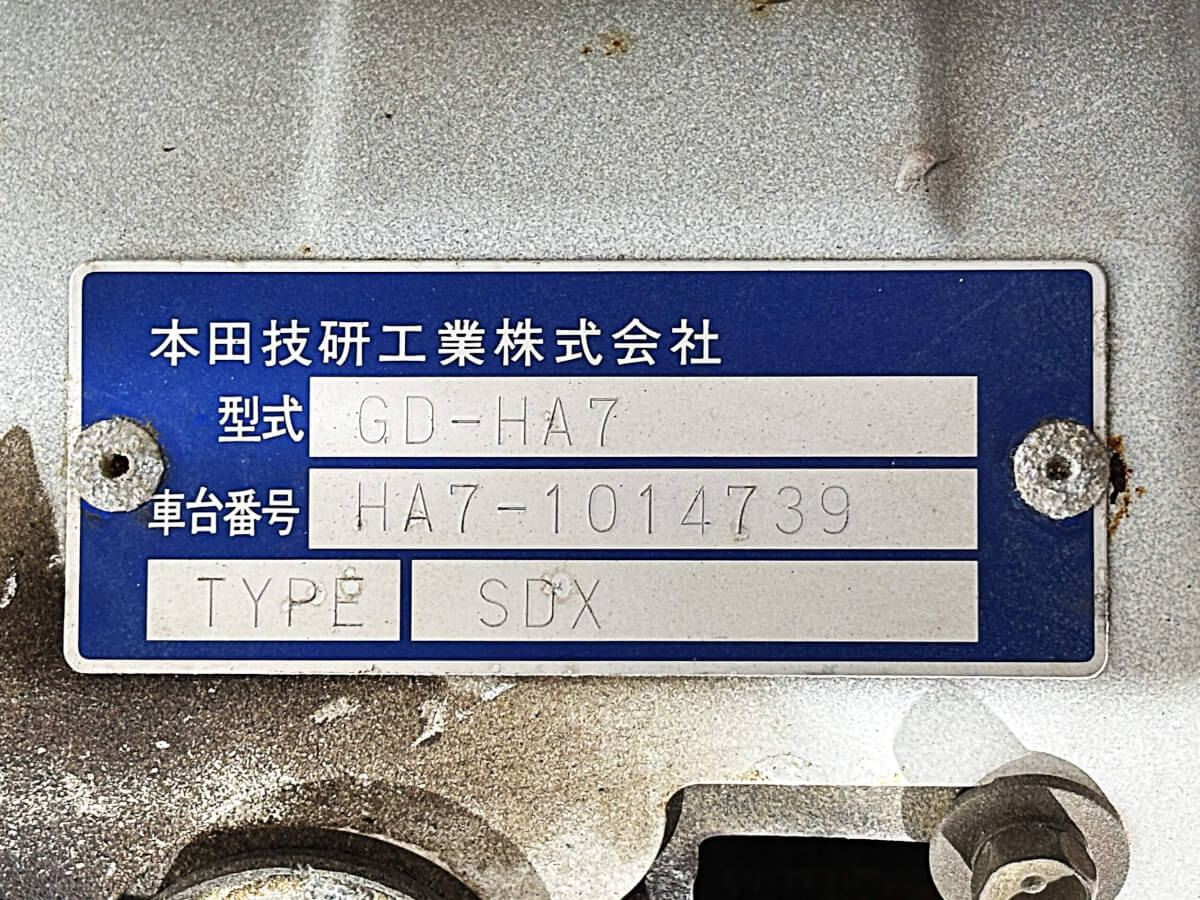 本田技研工業株式会社
型式 GD-HA7
車台番号 HA7-1014739
TYPE SDX